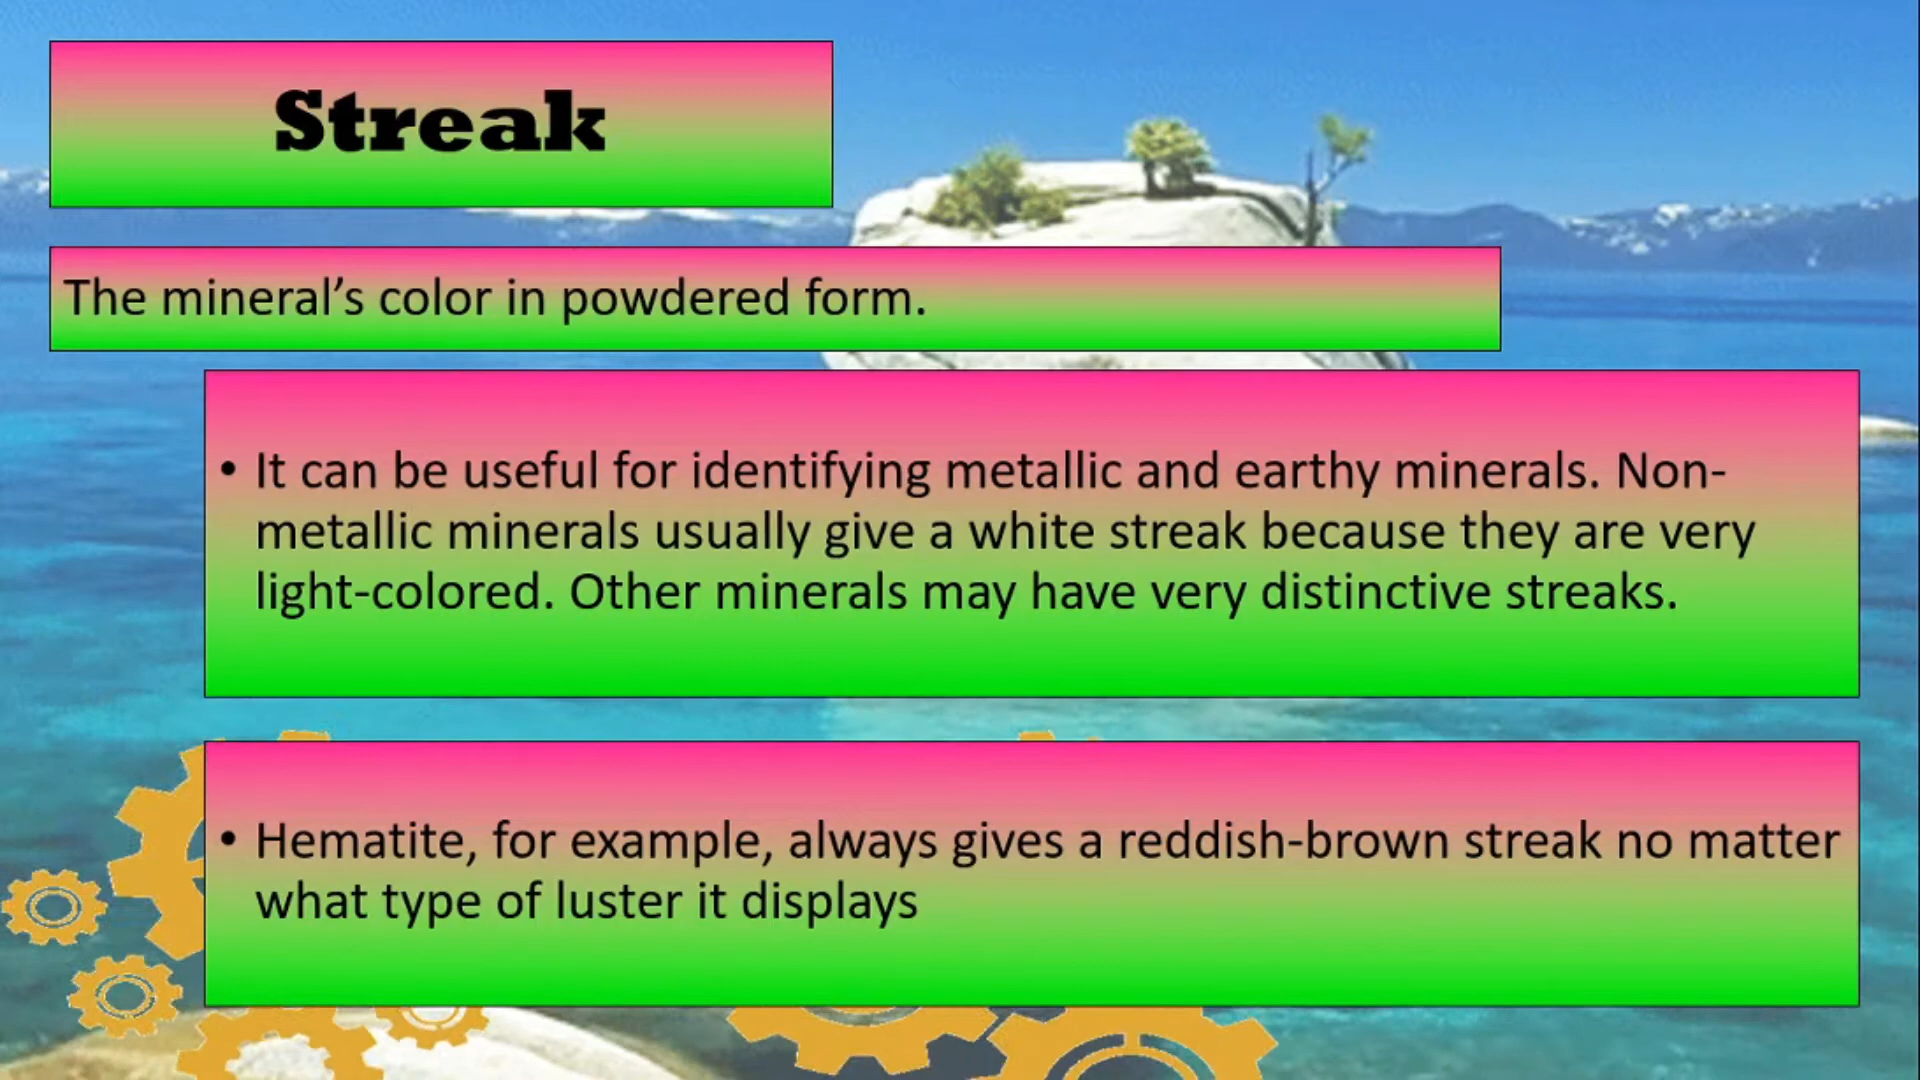 Streak
The mineral’s color in powdered form.
• It can be useful for identifying metallic and earthy minerals. Non-
metallic minerals usually give a white streak because they are very
light-colored. Other minerals may have very distinctive streaks.
• Hematite, for example, always gives a reddish-brown streak no matter
what type of luster it displays